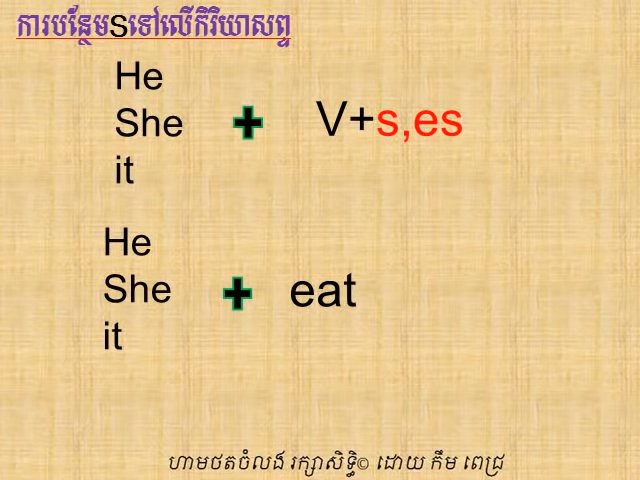 ការបន្ថែមSទៅលើកិរិយាសព្ទ
He
She + V+s,es
it
He
She + eat
it
ហាមថតចំលង រក្សាសិទ្ធិ© ដោយ កឹម ពេជ្រ